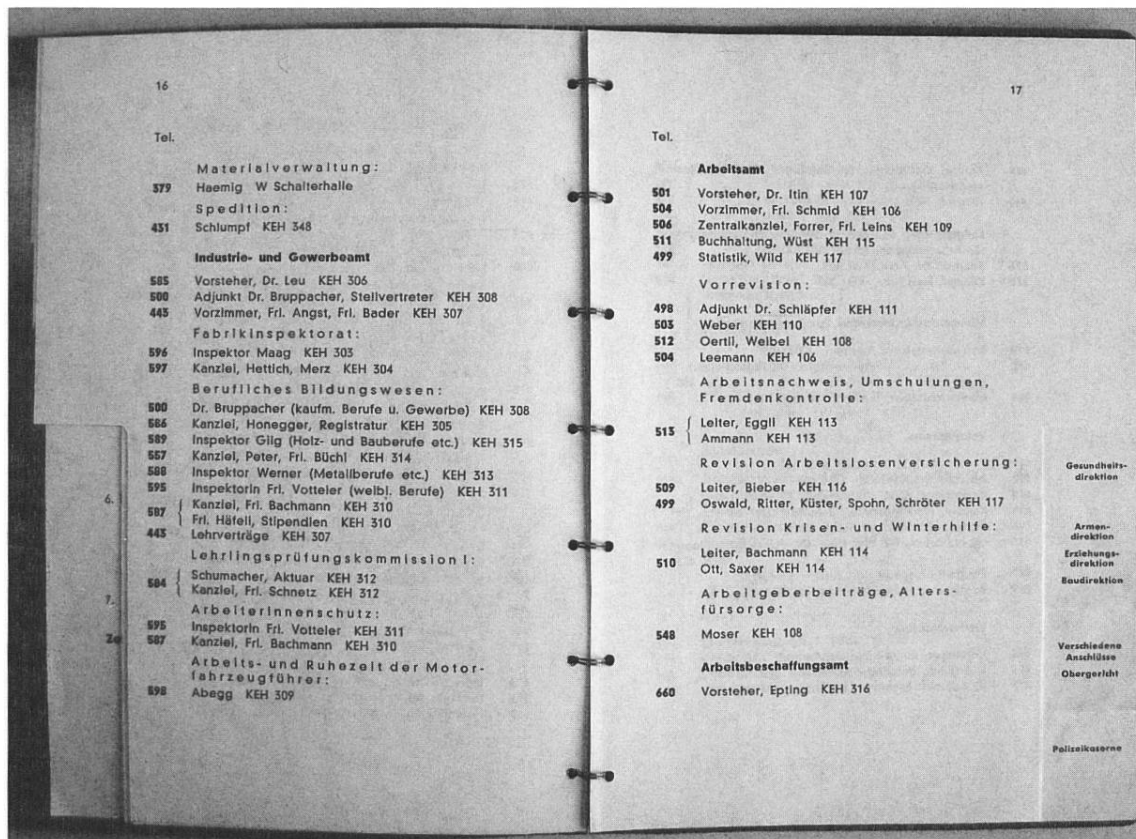 16
Tel.
Materialverwaltung:
379 Haemig W Schalterhalle
Spedition:
431 Schlumpf KEH 348
Industrie- und Gewerbeamt
585 Vorsteher, Dr. Leu KEH 306
500 Adjunkt Dr. Bruppacher, Stellvertreter KEH 308
443 Vorzimmer, Frl. Angst, Frl. Bader KEH 307
Fabrikinspektorat:
596 Inspektor Maag KEH 303
597 Kanzlei, Hettich, Merz KEH 304
Berufliches Bildungswesen:
500 Dr. Bruppacher (kaufm. Berufe u. Gewerbe) KEH 308
586 Kanzlei, Honegger, Registratur KEH 305
589 Inspektor Gilg (Holz- und Bauberufe etc.) KEH 315
557 Kanzlei, Peter, Frl. Büchi KEH 314
588 Inspektor Werner (Metallberufe etc.) KEH 313
595 Inspektorin Frl. Votteler (weibl. Berufe) KEH 311
587 { Kanzlei, Frl. Bachmann KEH 310
Frl. Häfeli, Stipendien KEH 310
443 Lehrverträge KEH 307
Lehrlingsprüfungskommission I:
584 { Schumacher, Aktuar KEH 312
Kanzlei, Frl. Schnetz KEH 312
Arbeiterinnenschutz:
595 Inspektorin Frl. Votteler KEH 311
587 Kanzlei, Frl. Bachmann KEH 310
Arbeits- und Ruhezeit der Motor-
fahrzeugführer:
598 Abegg KEH 309
6.
7.
17
Tel.
Arbeitsamt
501 Vorsteher, Dr. Itin KEH 107
504 Vorzimmer, Frl. Schmid KEH 106
506 Zentralkanzlei, Forrer, Frl. Leins KEH 109
511 Buchhaltung, Wüst KEH 115
499 Statistik, Wild KEH 117
Vorrevision:
498 Adjunkt Dr. Schläpfer KEH 111
503 Weber KEH 110
512 Oertli, Weibel KEH 108
504 Leemann KEH 106
Arbeitsnachweis, Umschulungen,
Fremdenkontrolle:
513 { Leiter, Eggli KEH 113
Ammann KEH 113
Revision Arbeitslosenversicherung:
509 Leiter, Bieber KEH 116
499 Oswald, Ritter, Küster, Spohn, Schröter KEH 117
Revision Krisen- und Winterhilfe:
510 { Leiter, Bachmann KEH 114
Ott, Saxer KEH 114
Arbeitgeberbeiträge, Alters-
fürsorge:
548 Moser KEH 108
Arbeitsbeschaffungsamt
660 Vorsteher, Epting KEH 316
Gesundheits-
direktion
Armen-
direktion
Erziehungs-
direktion
Baudirektion
Verschiedene
Anschlüsse
Obergericht
Polizeikaserne